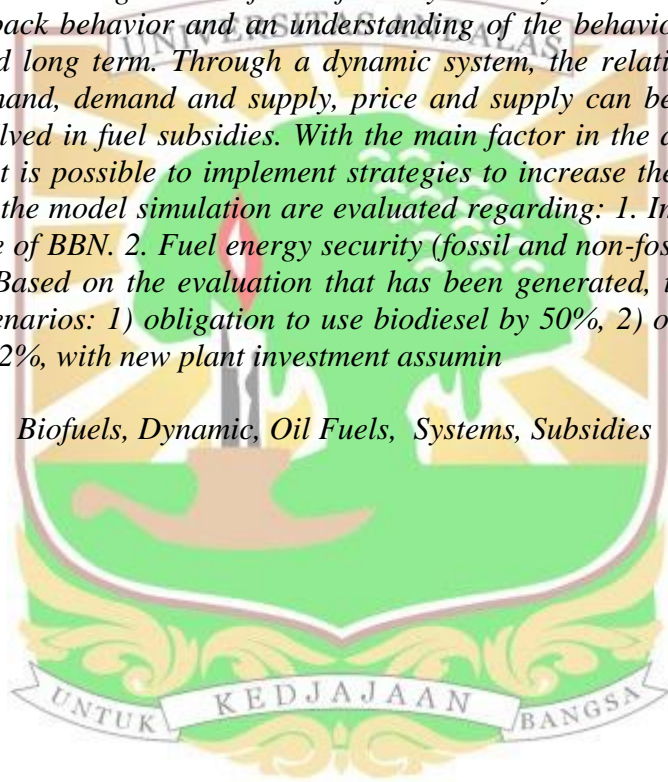 back behavior and an understanding of the behavior
UNIVERSITAS ANDALAS
d long term. Through a dynamic system, the relati
nand, demand and supply, price and supply can be
lved in fuel subsidies. With the main factor in the a
t is possible to implement strategies to increase the
the model simulation are evaluated regarding: 1. In
e of BBN. 2. Fuel energy security (fossil and non-fos
Based on the evaluation that has been generated, t
enarios: 1) obligation to use biodiesel by 50%, 2) o
2%, with new plant investment assumin
Biofuels, Dynamic, Oil Fuels, Systems, Subsidies
UNTUK KEDJAJAAN BANGSA